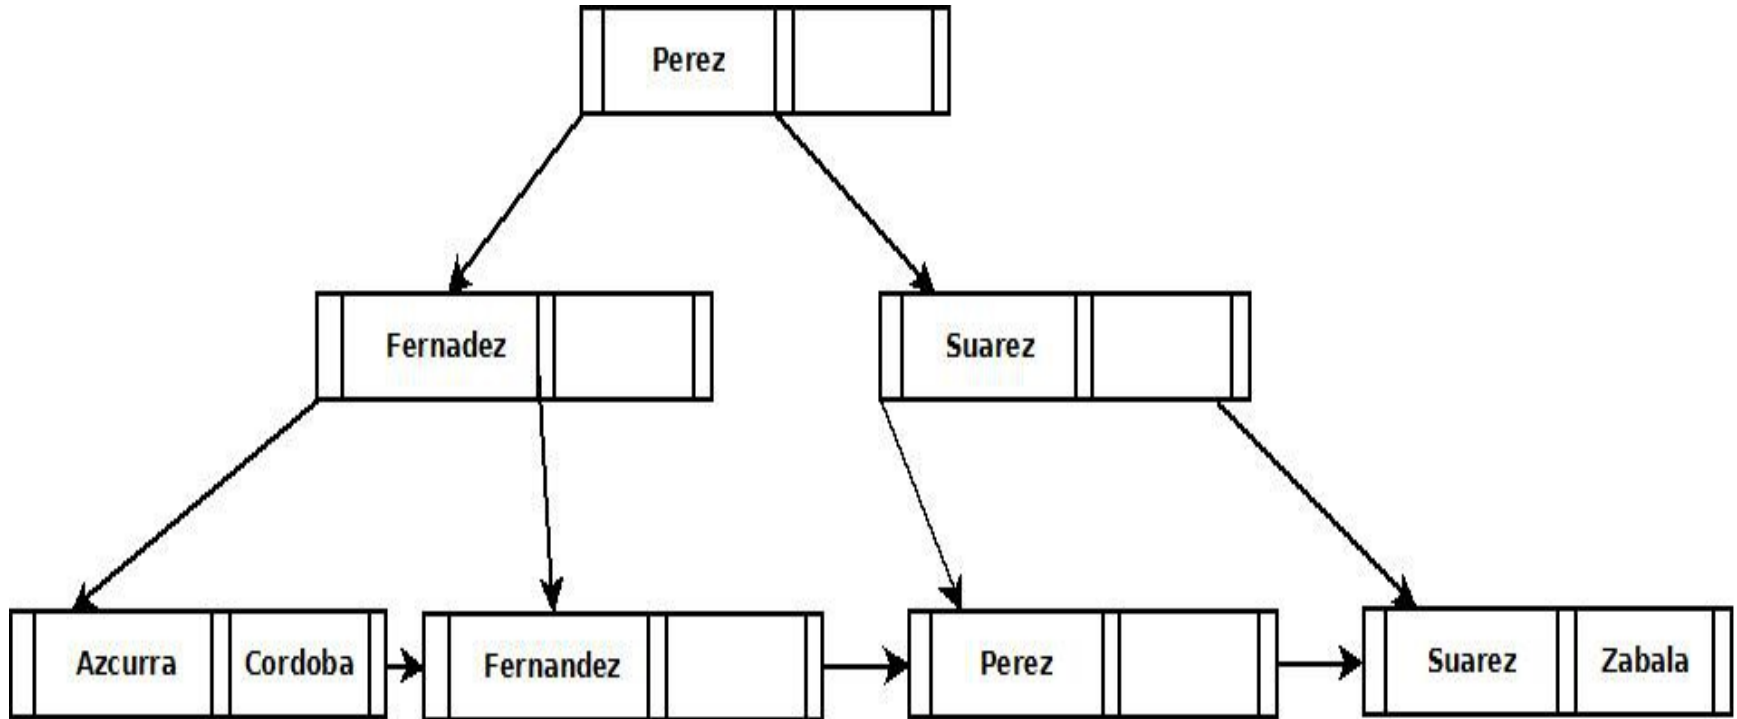 Perez
Fernadez
Suarez
Azcurra
Cordoba
Fernandez
Perez
Suarez
Zabala